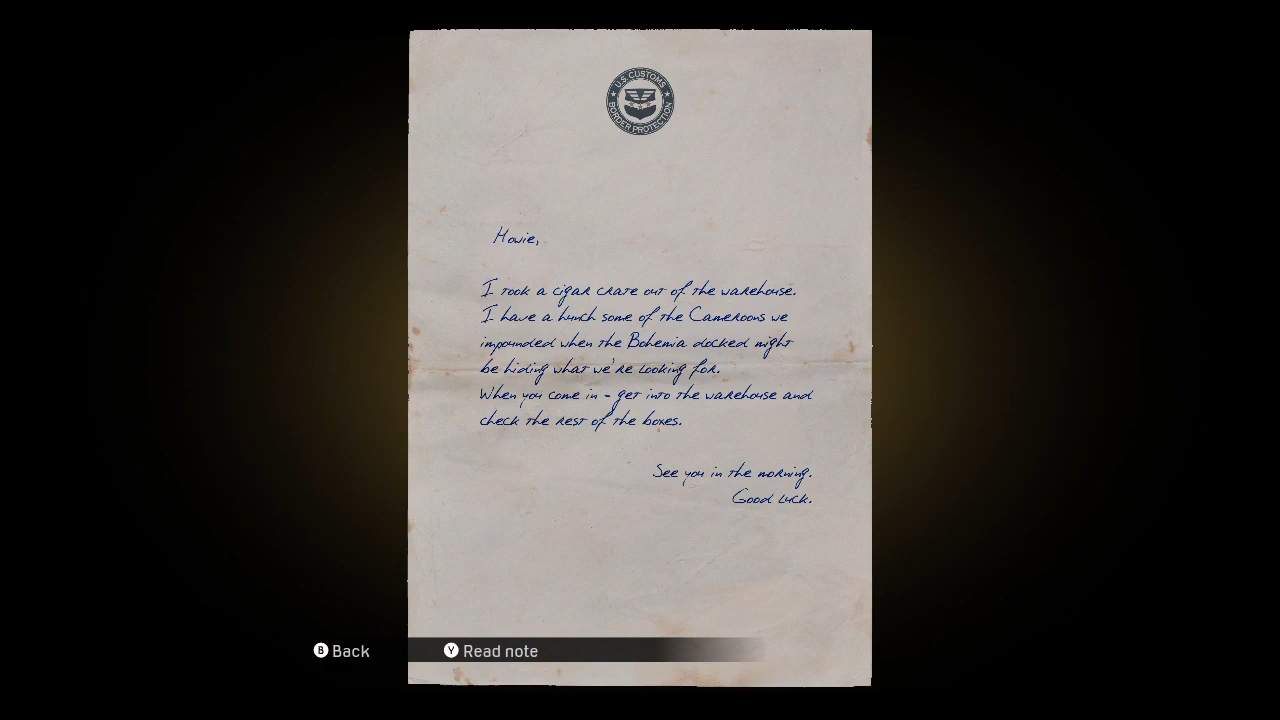 U.S. CUSTOMS
BORDER PROTECTION
Howie,
I took a cigar crate out of the warehouse.
I have a hunch some of the Cameroons we
impounded when the Bohemia docked might
be hiding what we're looking for.
When you come in - get into the warehouse and
check the rest of the boxes.
See you in the morning.
Good luck.
B Back
Y Read note